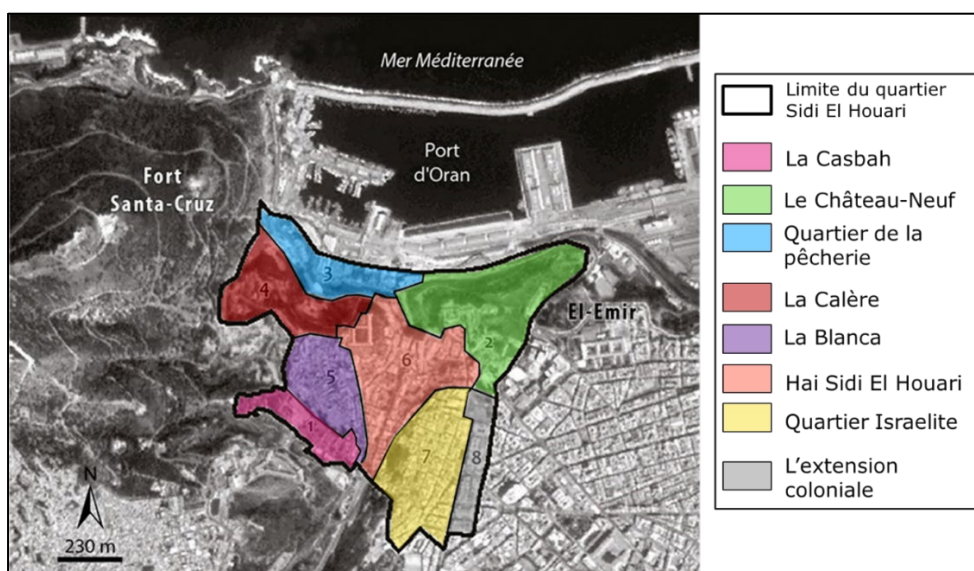 Mer Méditerranée
Port
d'Oran
Fort
Santa-Cruz
El-Emir
3
4
2
6
5
1
7
8
N
230 m
Limite du quartier
Sidi El Houari
La Casbah
Le Château-Neuf
Quartier de la
pêcherie
La Calère
La Blanca
Hai Sidi El Houari
Quartier Israelite
L'extension
coloniale